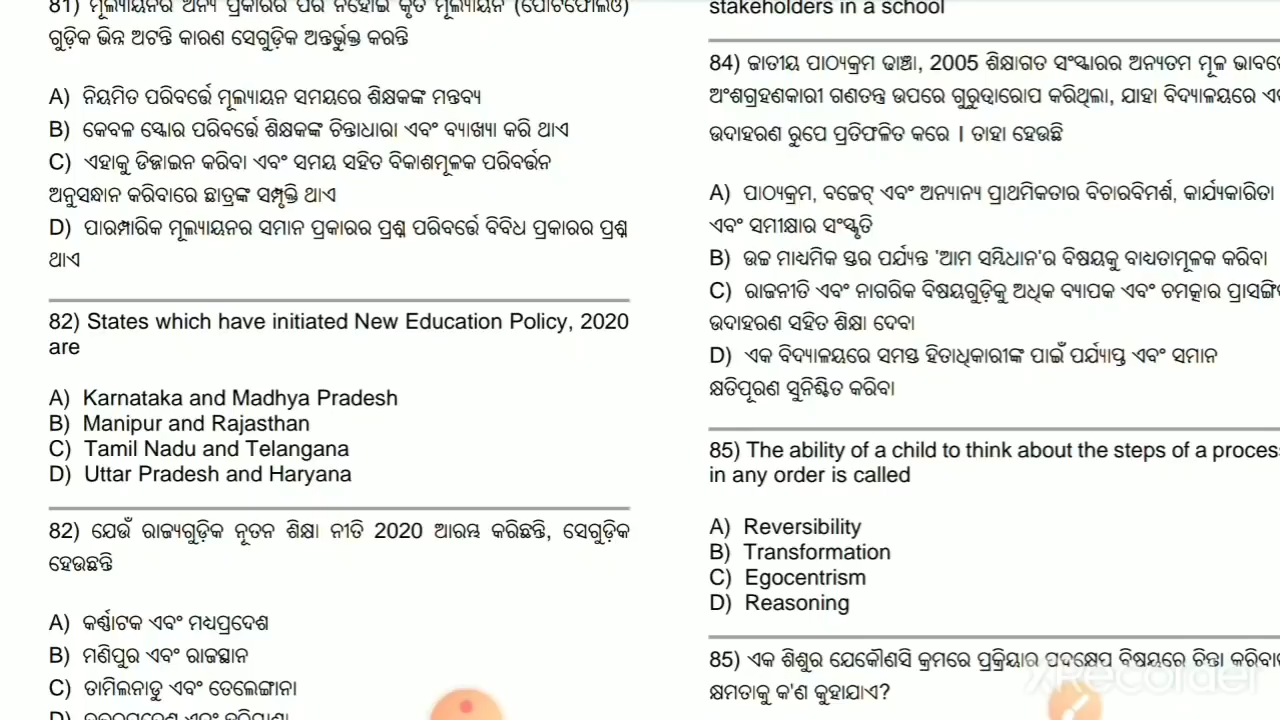 81) ମୂଲ୍ୟାୟନର ଅନ୍ୟ ପ୍ରକାରର ପରି ନହୋଇ କୃତି ମୂଲ୍ୟାୟନ (ପୋର୍ଟଫୋଲିଓ)
ଗୁଡ଼ିକ ଭିନ୍ନ ଅଟନ୍ତି କାରଣ ସେଗୁଡ଼ିକ ଅନ୍ତର୍ଭୁକ୍ତ କରନ୍ତି
A) ନିୟମିତ ପରିବର୍ତ୍ତେ ମୂଲ୍ୟାୟନ ସମୟରେ ଶିକ୍ଷକଙ୍କ ମନ୍ତବ୍ୟ
B) କେବଳ ସ୍କୋର ପରିବର୍ତ୍ତେ ଶିକ୍ଷକଙ୍କ ଚିନ୍ତାଧାରା ଏବଂ ବ୍ୟାଖ୍ୟା କରି ଥାଏ
C) ଏହାକୁ ଡିଜ୍ଜାଇନ କରିବା ଏବଂ ସମୟ ସହିତ ବିକାଶମୂଳକ ପରିବର୍ତ୍ତନ
ଅନୁସନ୍ଧାନ କରିବାରେ ଛାତ୍ରଙ୍କ ସମ୍ପୃକ୍ତି ଥାଏ
D) ପାରମ୍ପାରିକ ମୂଲ୍ୟାୟନର ସମାନ ପ୍ରକାରର ପ୍ରଶ୍ନ ପରିବର୍ତ୍ତେ ବିବିଧ ପ୍ରକାରର ପ୍ରଶ୍ନ
ଥାଏ
82) States which have initiated New Education Policy, 2020
are
A) Karnataka and Madhya Pradesh
B) Manipur and Rajasthan
C) Tamil Nadu and Telangana
D) Uttar Pradesh and Haryana
82) ଯେଉଁ ରାଜ୍ୟଗୁଡ଼ିକ ନୂତନ ଶିକ୍ଷା ନୀତି 2020 ଆରମ୍ଭ କରିଛନ୍ତି, ସେଗୁଡ଼ିକ
ହେଉଛନ୍ତି
A) କର୍ଣ୍ଣାଟକ ଏବଂ ମଧ୍ୟପ୍ରଦେଶ
B) ମଣିପୁର ଏବଂ ରାଜସ୍ଥାନ
C) ତାମିଲନାଡୁ ଏବଂ ତେଲେଙ୍ଗାନା
D) ଏବଂ
stakeholders in a school
84) ଜାତୀୟ ପାଠ୍ୟକ୍ରମ ଢାଞ୍ଚା, 2005 ଶିକ୍ଷାଗତ ସଂସ୍କାରର ଅନ୍ୟତମ ମୂଳ
ଅଂଶଗ୍ରହଣକାରୀ ଗଣତନ୍ତ୍ର ଉପରେ ଗୁରୁତ୍ୱାରୋପ କରିଥିଲା, ଯାହା ବିଦ୍ୟାଳୟରେ
ଉଦାହରଣ ରୁପେ ପ୍ରତିଫଳିତ କରେ । ତାହା ହେଉଛି
A) ପାଠ୍ୟକ୍ରମ, ବଜେଟ୍ ଏବଂ ଅନ୍ୟାନ୍ୟ ପ୍ରାଥମିକତାର ବିଚାରବିମର୍ଶ, କାର୍ଯ୍ୟକାରିତା
ଏବଂ ସମୀକ୍ଷାର ସଂସ୍କୃତି
B) ଉଚ୍ଚ ମାଧ୍ୟମିକ ସ୍ତର ପର୍ଯ୍ୟନ୍ତ 'ଆମ ସମ୍ବିଧାନ'ର ବିଷୟକୁ ବାଧ୍ୟତାମୂଳକ କରିବା
C) ରାଜନୀତି ଏବଂ ନାଗରିକ ବିଷୟଗୁଡ଼ିକୁ ଅଧିକ ବ୍ୟାପକ ଏବଂ ଚମତ୍କାର
ଉଦାହରଣ ସହିତ ଶିକ୍ଷା ଦେବା
D) ଏକ ବିଦ୍ୟାଳୟରେ ସମସ୍ତ ହିତାଧିକାରୀଙ୍କ ପାଇଁ ପର୍ଯ୍ୟାପ୍ତ ଏବଂ ସମାନ
କ୍ଷତିପୂରଣ ସୁନିଶ୍ଚିତ କରିବା
85) The ability of a child to think about the steps of a proces
in any order is called
A) Reversibility
B) Transformation
C) Egocentrism
D) Reasoning
85) ଏକ ଶିଶୁର ଯେକୌଣସି କ୍ରମରେ ପ୍ରକ୍ରିୟାର ପଦକ୍ଷେପ ବିଷୟରେ ଚିନ୍ତା
କ୍ଷମତାକୁ କ'ଣ କୁହାଯାଏ?
XRecorder